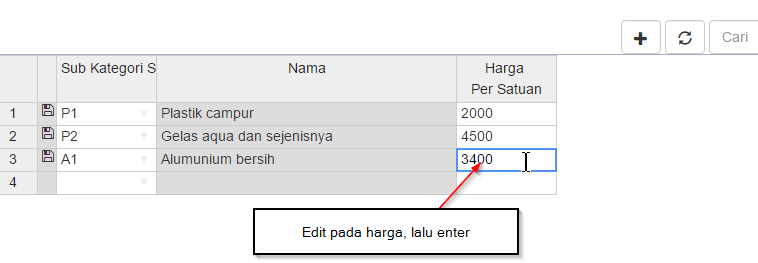 Cari
Sub Kategori S Nama Harga
Per Satuan
1 P1 Plastik campur 2000
2 P2 Gelas aqua dan sejenisnya 4500
3 A1 Alumunium bersih 3400
4
Edit pada harga, lalu enter